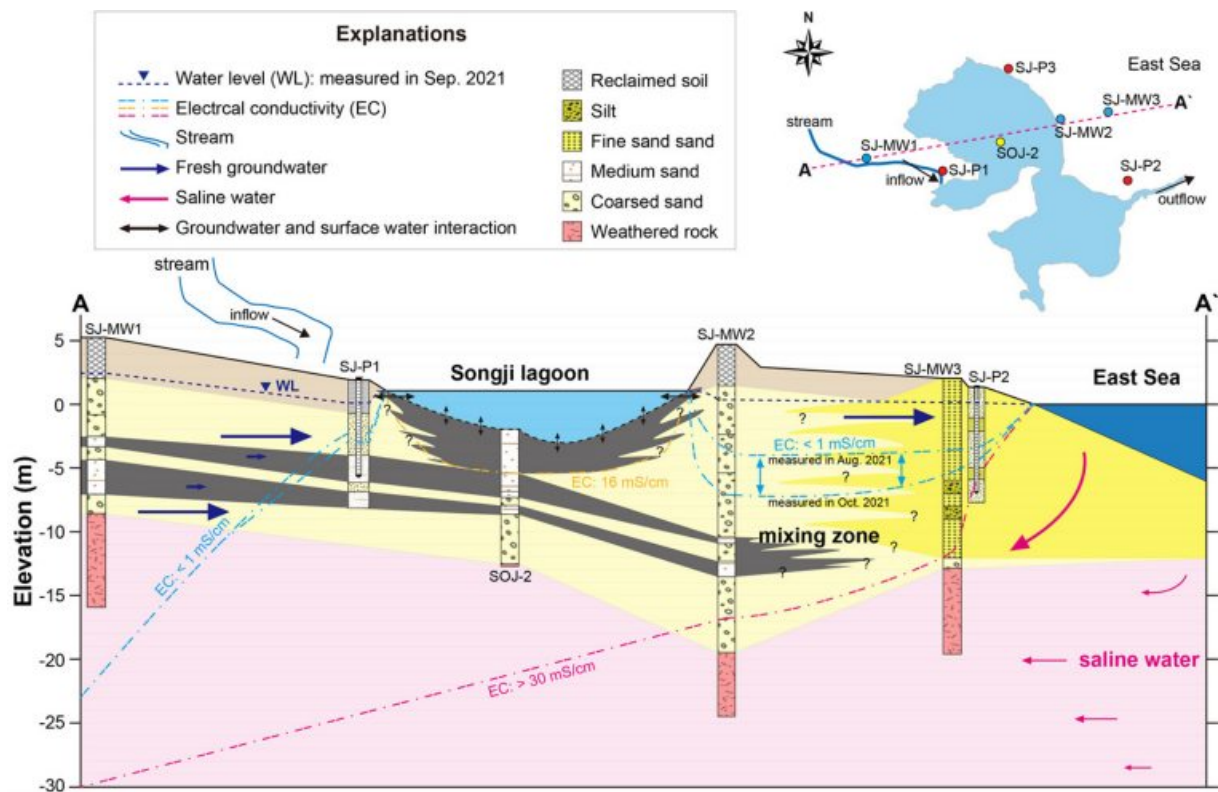 Explanations
Water level (WL): measured in Sep. 2021
Electrcal conductivity (EC)
Stream
Fresh groundwater
Saline water
Groundwater and surface water interaction
Reclaimed soil
Silt
Fine sand sand
Medium sand
Coarsed sand
Weathered rock
N
SJ-P3
East Sea
SJ-MW3
A`
SJ-MW2
stream
SJ-MW1
SOJ-2
A
SJ-P1
inflow
SJ-P2
outflow
stream
inflow
A
A`
SJ-MW1
SJ-P1
Songji lagoon
SJ-MW2
SJ-MW3
SJ-P2
East Sea
WL
5
0
-5
-10
-15
-20
-25
-30
Elevation (m)
?
?
?
?
?
?
?
?
?
?
EC: < 1 mS/cm
measured in Aug. 2021
measured in Oct. 2021
EC: 16 mS/cm
mixing zone
SOJ-2
EC: < 1 mS/cm
EC: > 30 mS/cm
saline water